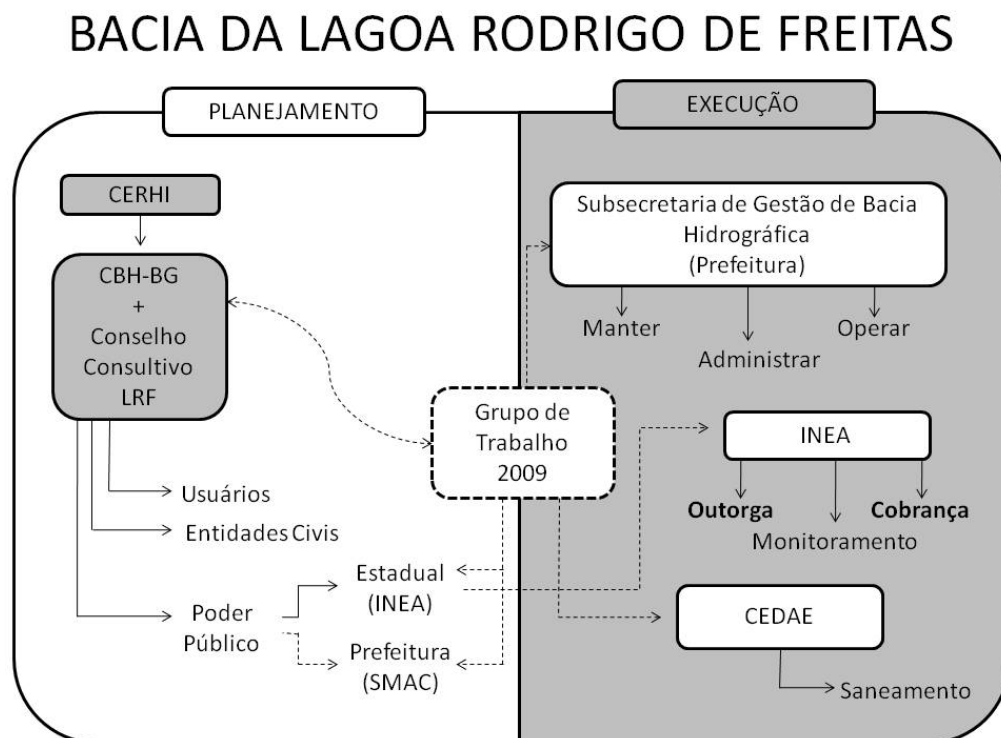 BACIA DA LAGOA RODRIGO DE FREITAS
PLANEJAMENTO
CERHI
CBH-BG
+
Conselho
Consultivo
LRF
Usuários
Entidades Civis
Poder
Público
Estadual
(INEA)
Prefeitura
(SMAC)
Grupo de
Trabalho
2009
EXECUÇÃO
Subsecretaria de Gestão de Bacia
Hidrográfica
(Prefeitura)
Manter
Administrar
Operar
INEA
Outorga
Monitoramento
Cobrança
CEDAE
Saneamento